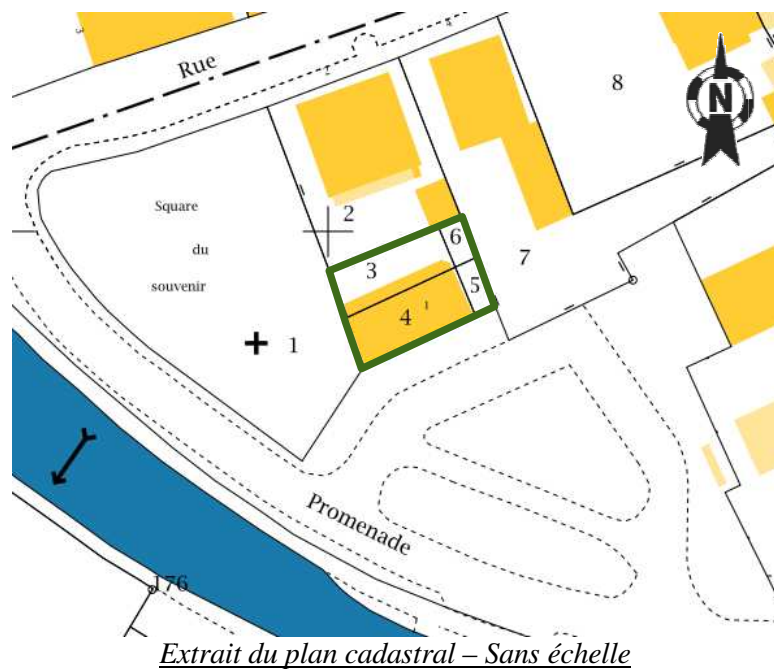 Rue
8
N
2
Square
du
souvenir
2
6
3
7
5
4
1
1
Promenade
176
Extrait du plan cadastral – Sans échelle